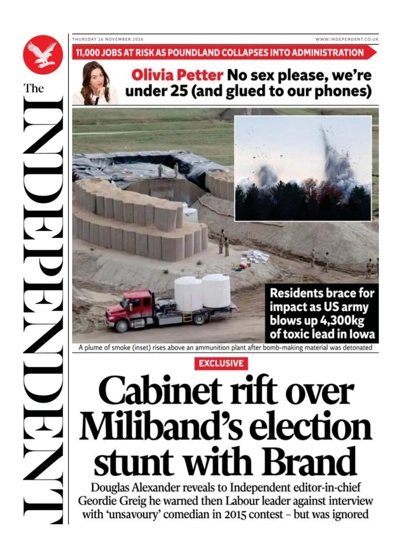 THURSDAY 26 NOVEMBER 2026
WWW.INDEPENDENT.CO.UK
The
INDEPENDENT
11,000 JOBS AT RISK AS POUNDLAND COLLAPSES INTO ADMINISTRATION
Olivia Petter No sex please, we’re
under 25 (and glued to our phones)
Residents brace for
impact as US army
blows up 4,300kg
of toxic lead in Iowa
A plume of smoke (inset) rises above an ammunition plant after bomb-making material was detonated
EXCLUSIVE
Cabinet rift over
Miliband’s election
stunt with Brand
Douglas Alexander reveals to Independent editor-in-chief
Geordie Greig he warned then Labour leader against interview
with ‘unsavoury’ comedian in 2015 contest – but was ignored